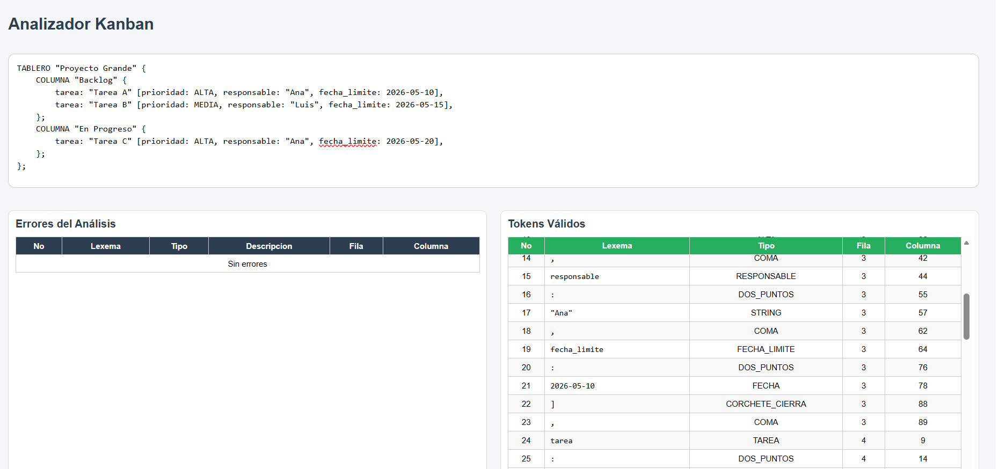 Analizador Kanban
TABLERO "Proyecto Grande" {
    COLUMNA "Backlog" {
        tarea: "Tarea A" [prioridad: ALTA, responsable: "Ana", fecha_limite: 2026-05-10],
        tarea: "Tarea B" [prioridad: MEDIA, responsable: "Luis", fecha_limite: 2026-05-15],
    };
    COLUMNA "En Progreso" {
        tarea: "Tarea C" [prioridad: ALTA, responsable: "Ana", fecha_limite: 2026-05-20],
    };
};
Errores del Análisis
No Lexema Tipo Descripcion Fila Columna
Sin errores
Tokens Válidos
No Lexema Tipo Fila Columna
14 , COMA 3 42
15 responsable RESPONSABLE 3 44
16 : DOS_PUNTOS 3 55
17 "Ana" STRING 3 57
18 , COMA 3 62
19 fecha_limite FECHA_LIMITE 3 64
20 : DOS_PUNTOS 3 76
21 2026-05-10 FECHA 3 78
22 ] CORCHETE_CIERRA 3 88
23 , COMA 3 89
24 tarea TAREA 4 9
25 : DOS_PUNTOS 4 14